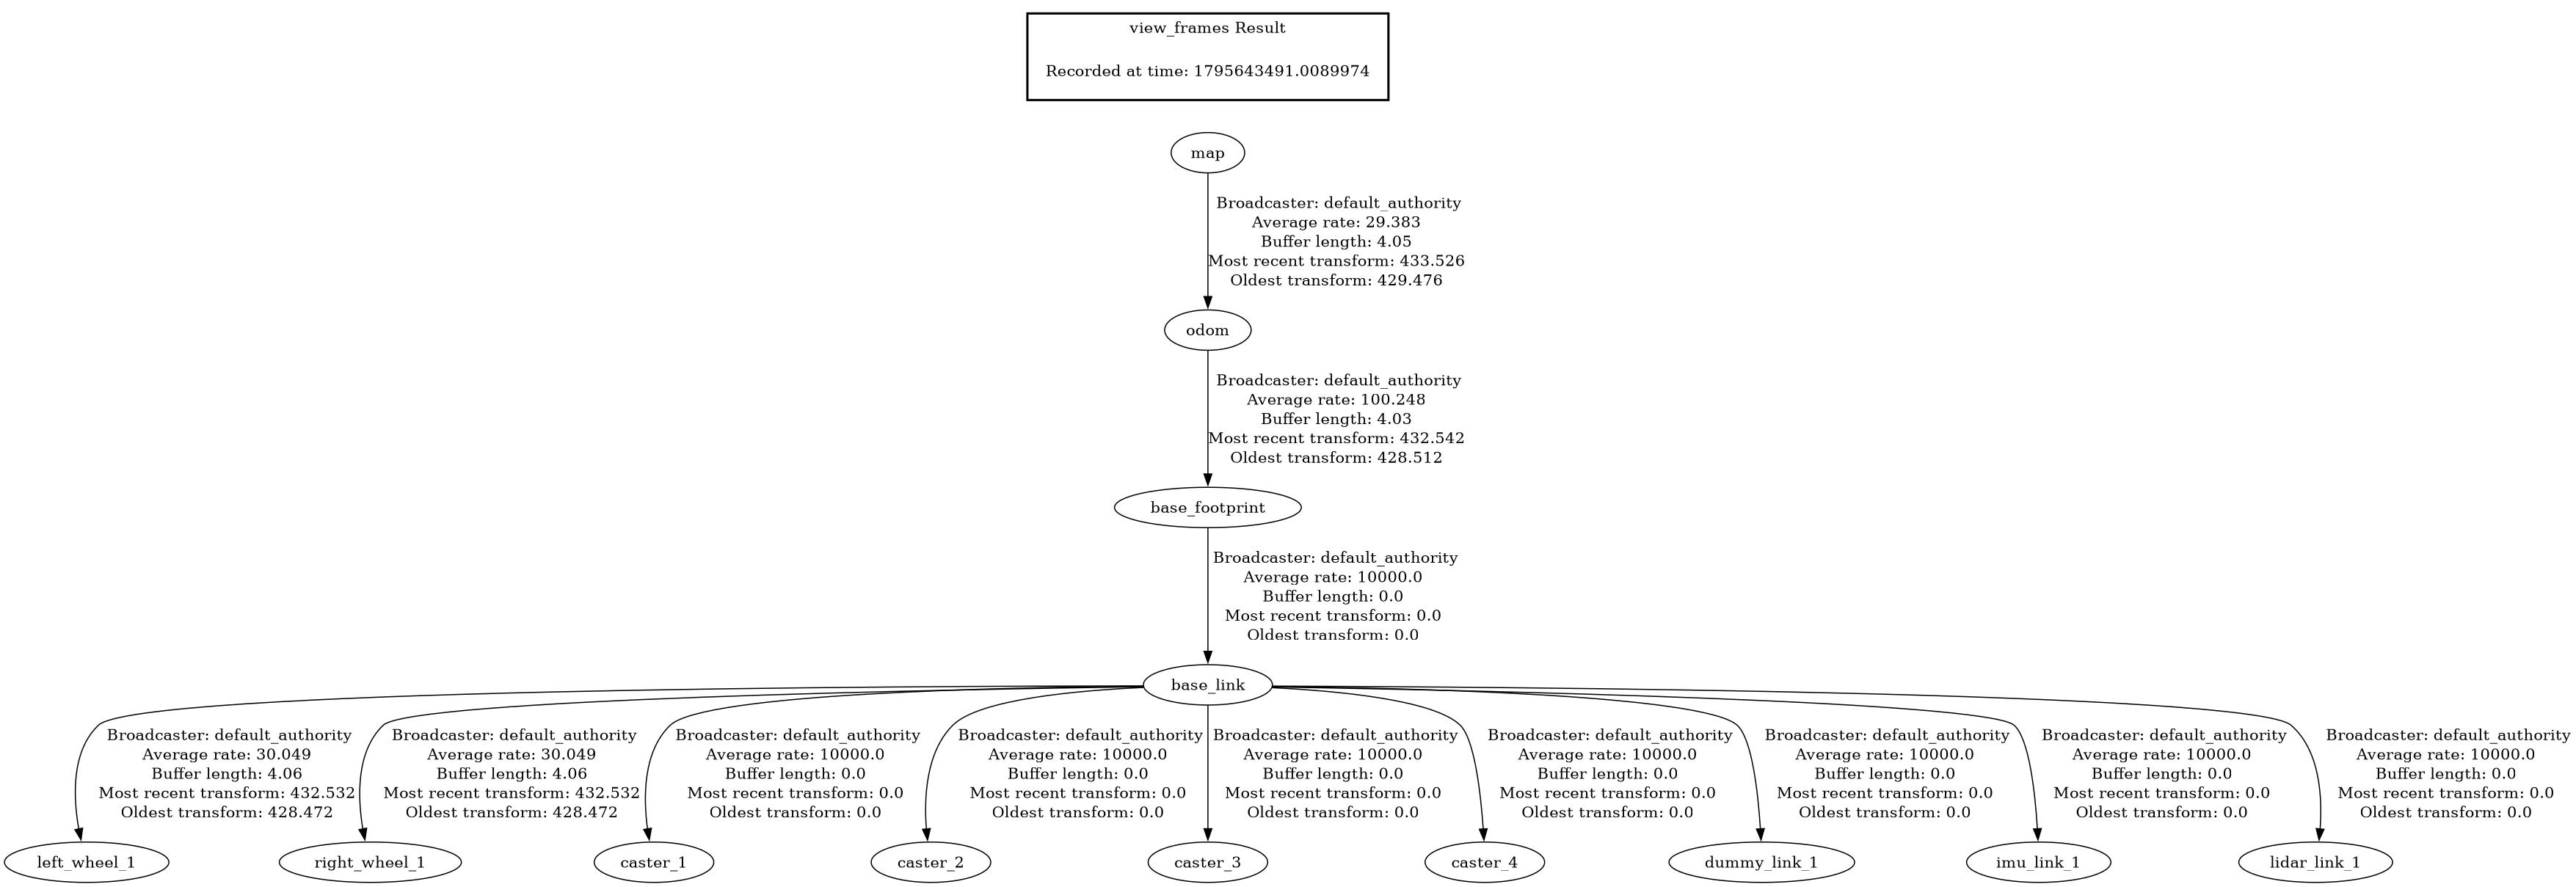 view_frames Result
Recorded at time: 1795643491.0089974
map
Broadcaster: default_authority
Average rate: 29.383
Buffer length: 4.05
Most recent transform: 433.526
Oldest transform: 429.476
odom
Broadcaster: default_authority
Average rate: 100.248
Buffer length: 4.03
Most recent transform: 432.542
Oldest transform: 428.512
base_footprint
Broadcaster: default_authority
Average rate: 10000.0
Buffer length: 0.0
Most recent transform: 0.0
Oldest transform: 0.0
base_link
Broadcaster: default_authority
Average rate: 30.049
Buffer length: 4.06
Most recent transform: 432.532
Oldest transform: 428.472
left_wheel_1
Broadcaster: default_authority
Average rate: 30.049
Buffer length: 4.06
Most recent transform: 432.532
Oldest transform: 428.472
right_wheel_1
Broadcaster: default_authority
Average rate: 10000.0
Buffer length: 0.0
Most recent transform: 0.0
Oldest transform: 0.0
caster_1
Broadcaster: default_authority
Average rate: 10000.0
Buffer length: 0.0
Most recent transform: 0.0
Oldest transform: 0.0
caster_2
Broadcaster: default_authority
Average rate: 10000.0
Buffer length: 0.0
Most recent transform: 0.0
Oldest transform: 0.0
caster_3
Broadcaster: default_authority
Average rate: 10000.0
Buffer length: 0.0
Most recent transform: 0.0
Oldest transform: 0.0
caster_4
Broadcaster: default_authority
Average rate: 10000.0
Buffer length: 0.0
Most recent transform: 0.0
Oldest transform: 0.0
dummy_link_1
Broadcaster: default_authority
Average rate: 10000.0
Buffer length: 0.0
Most recent transform: 0.0
Oldest transform: 0.0
imu_link_1
Broadcaster: default_authority
Average rate: 10000.0
Buffer length: 0.0
Most recent transform: 0.0
Oldest transform: 0.0
lidar_link_1